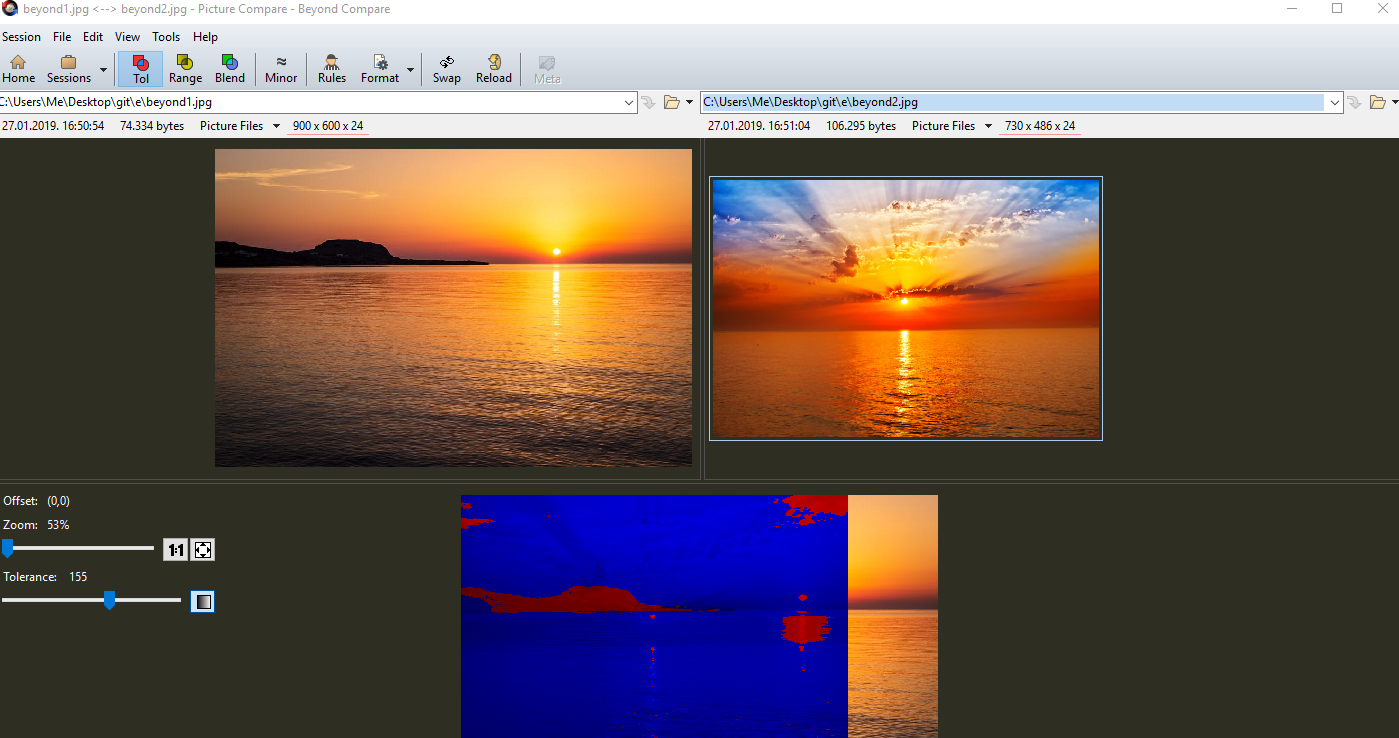 beyond1.jpg <--> beyond2.jpg - Picture Compare - Beyond Compare
Session File Edit View Tools Help
Home Sessions Tol Range Blend Minor Rules Format Swap Reload Meta
C:\Users\Me\Desktop\git\e\beyond1.jpg C:\Users\Me\Desktop\git\e\beyond2.jpg
27.01.2019. 16:50:54 74.334 bytes Picture Files 900 x 600 x 24 27.01.2019. 16:51:04 106.295 bytes Picture Files 730 x 486 x 24
Offset: (0,0)
Zoom: 53%
1:1
Tolerance: 155